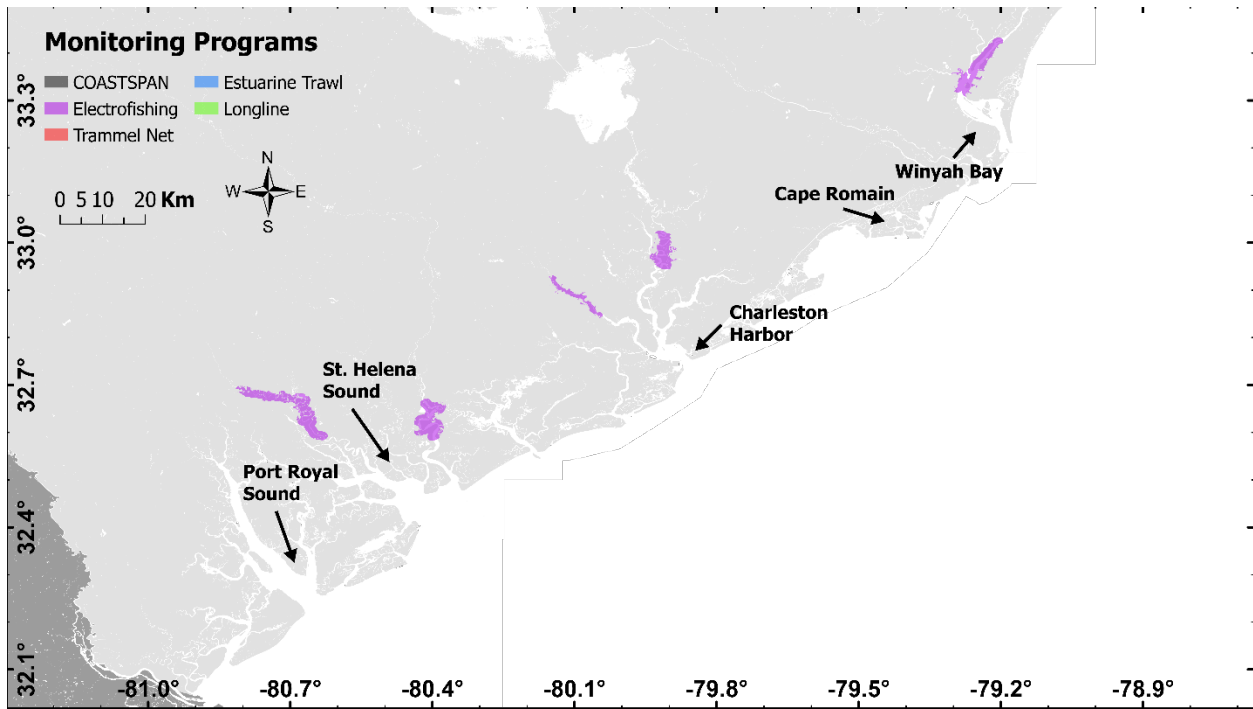 Monitoring Programs
COASTSPAN
Estuarine Trawl
Electrofishing
Longline
Trammel Net
N
W
E
S
0 5 10 20 Km
Winyah Bay
Cape Romain
Charleston
Harbor
St. Helena
Sound
Port Royal
Sound
33.3°
33.0°
32.7°
32.4°
32.1°
-81.0°
-80.7°
-80.4°
-80.1°
-79.8°
-79.5°
-79.2°
-78.9°